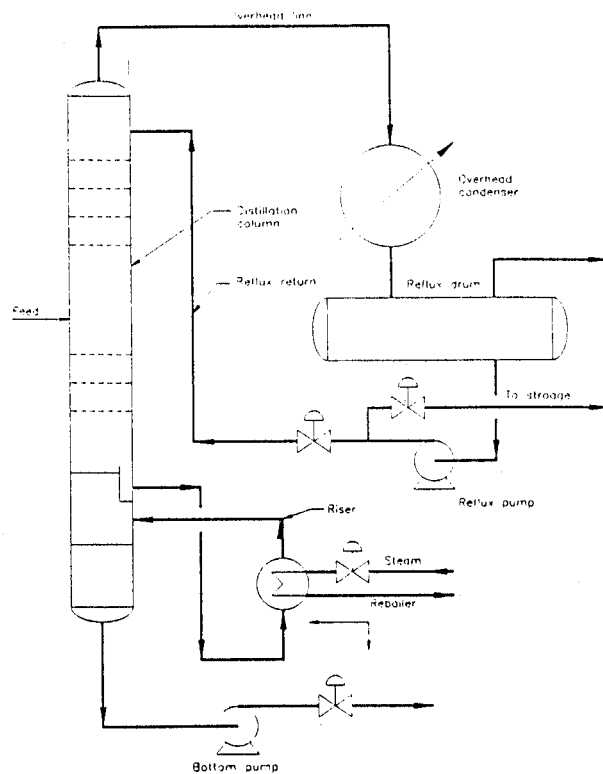 Overhead line
Overhead
condenser
Distillation
column
Reflux return
Reflux drum
Feed
To stroage
Reflux pump
Riser
Steam
Reboiler
Bottom pump